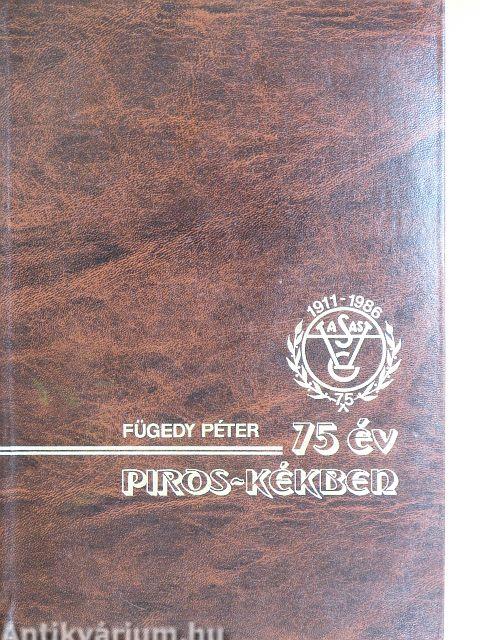 1911-1986
VASAS SC
75
FÜGEDY PÉTER
75 év
PIROS~KÉKBEN
Antikvárium.hu